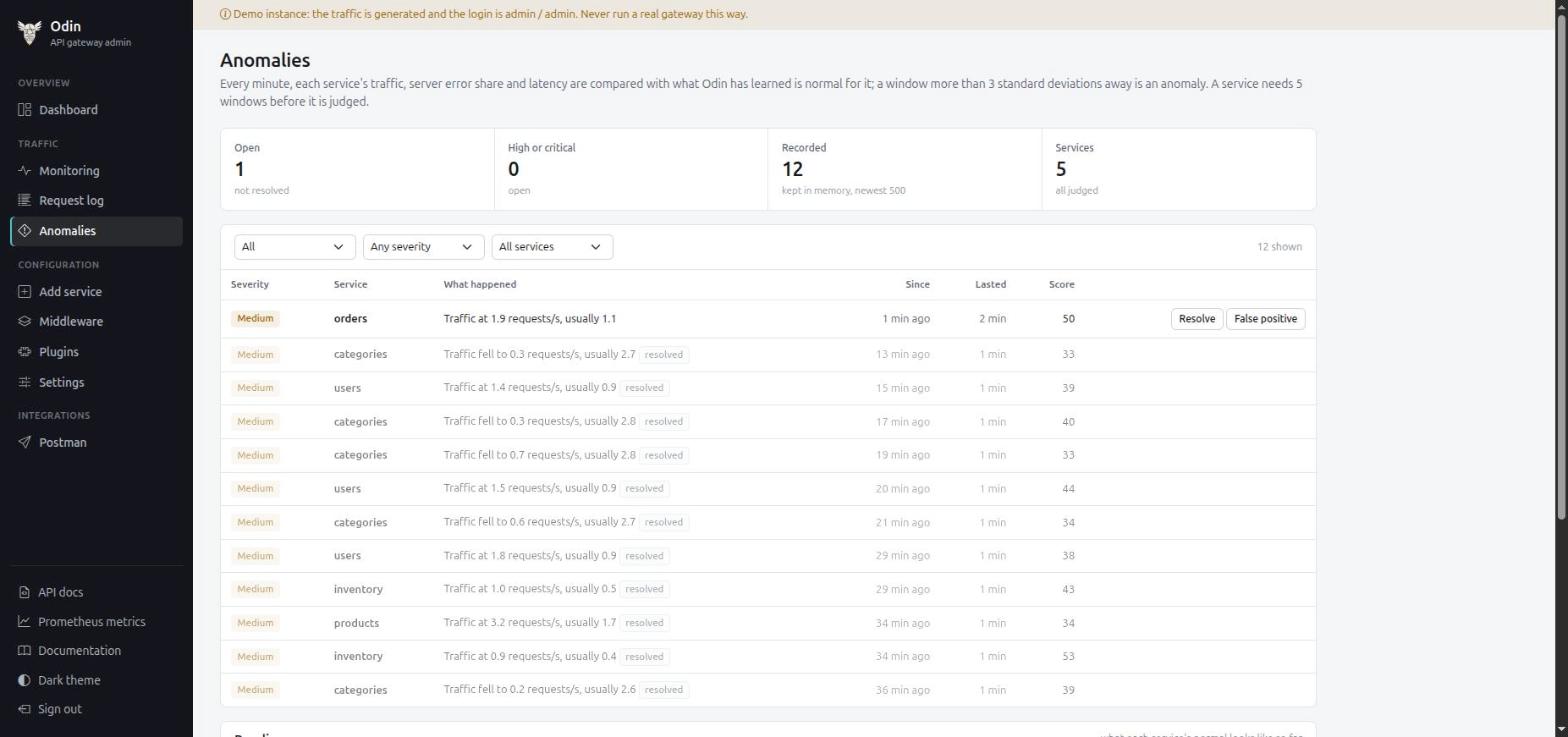 Odin
API gateway admin
OVERVIEW
Dashboard
TRAFFIC
Monitoring
Request log
Anomalies
CONFIGURATION
Add service
Middleware
Plugins
Settings
INTEGRATIONS
Postman
API docs
Prometheus metrics
Documentation
Dark theme
Sign out
Demo instance: the traffic is generated and the login is admin / admin. Never run a real gateway this way.
Anomalies
Every minute, each service's traffic, server error share and latency are compared with what Odin has learned is normal for it; a window more than 3 standard deviations away is an anomaly. A service needs 5
windows before it is judged.
Open
1
not resolved
High or critical
0
open
Recorded
12
kept in memory, newest 500
Services
5
all judged
All Any severity All services 12 shown
Severity Service What happened Since Lasted Score
Medium orders Traffic at 1.9 requests/s, usually 1.1 1 min ago 2 min 50 Resolve False positive
Medium categories Traffic fell to 0.3 requests/s, usually 2.7 resolved 13 min ago 1 min 33
Medium users Traffic at 1.4 requests/s, usually 0.9 resolved 15 min ago 1 min 39
Medium categories Traffic fell to 0.3 requests/s, usually 2.8 resolved 17 min ago 1 min 40
Medium categories Traffic fell to 0.7 requests/s, usually 2.8 resolved 19 min ago 1 min 33
Medium users Traffic at 1.5 requests/s, usually 0.9 resolved 20 min ago 1 min 44
Medium categories Traffic fell to 0.6 requests/s, usually 2.7 resolved 21 min ago 1 min 34
Medium users Traffic at 1.8 requests/s, usually 0.9 resolved 29 min ago 1 min 38
Medium inventory Traffic at 1.0 requests/s, usually 0.5 resolved 29 min ago 1 min 43
Medium products Traffic at 3.2 requests/s, usually 1.7 resolved 34 min ago 1 min 34
Medium inventory Traffic at 0.9 requests/s, usually 0.4 resolved 34 min ago 1 min 53
Medium categories Traffic fell to 0.2 requests/s, usually 2.6 resolved 36 min ago 1 min 39